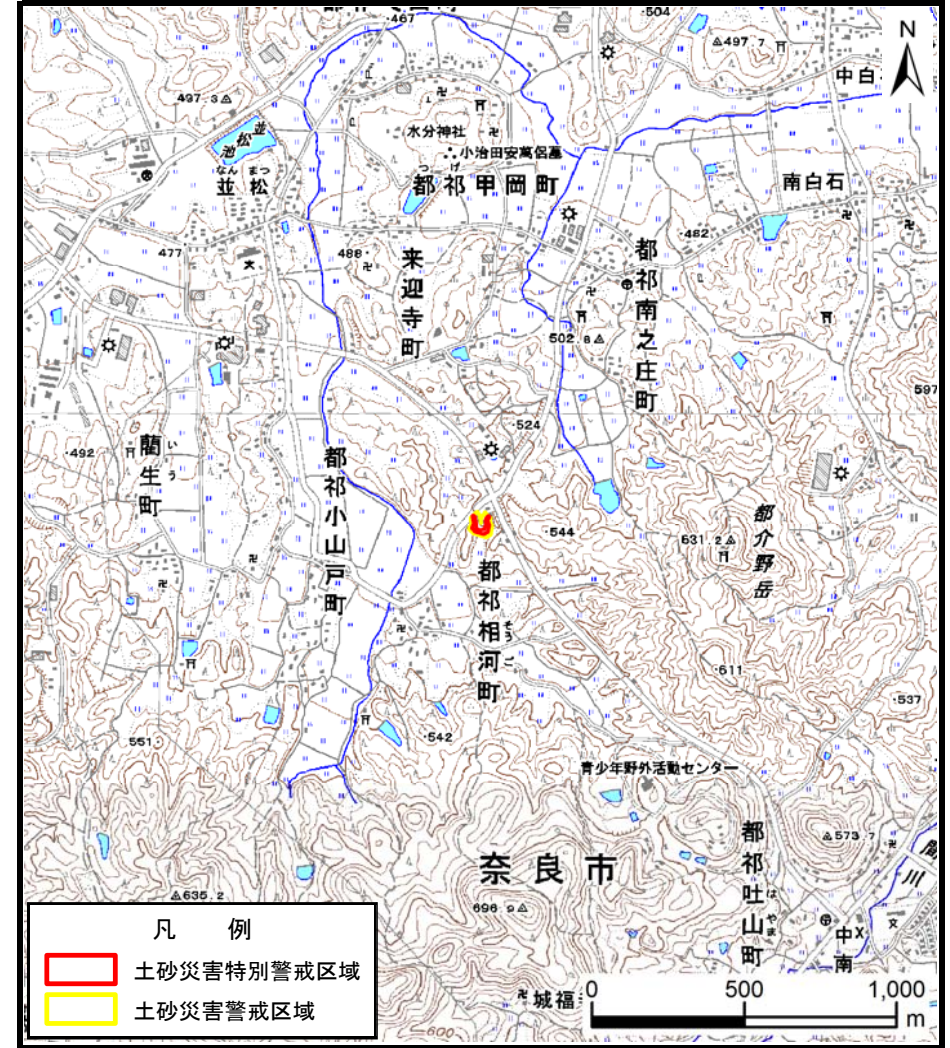 467
504
497.7
N
中白
497.3
並松池
水分神社
小治田安萬侶墓
なんまつ
並松
つげ
都祁甲岡町
南白石
477
488
482
来迎寺町
都祁南之庄町
502.8
597
524
492
藺生町
いう
都祁小山戸町
544
631.2
都介野岳
都祁相河町
そうご
611
537
542
551
青少年野外活動センター
573.7
都祁吐山町
はやま
奈良市
635.2
696.9
川
中南
城福
600
凡 例
土砂災害特別警戒区域
土砂災害警戒区域
0 500 1,000
m